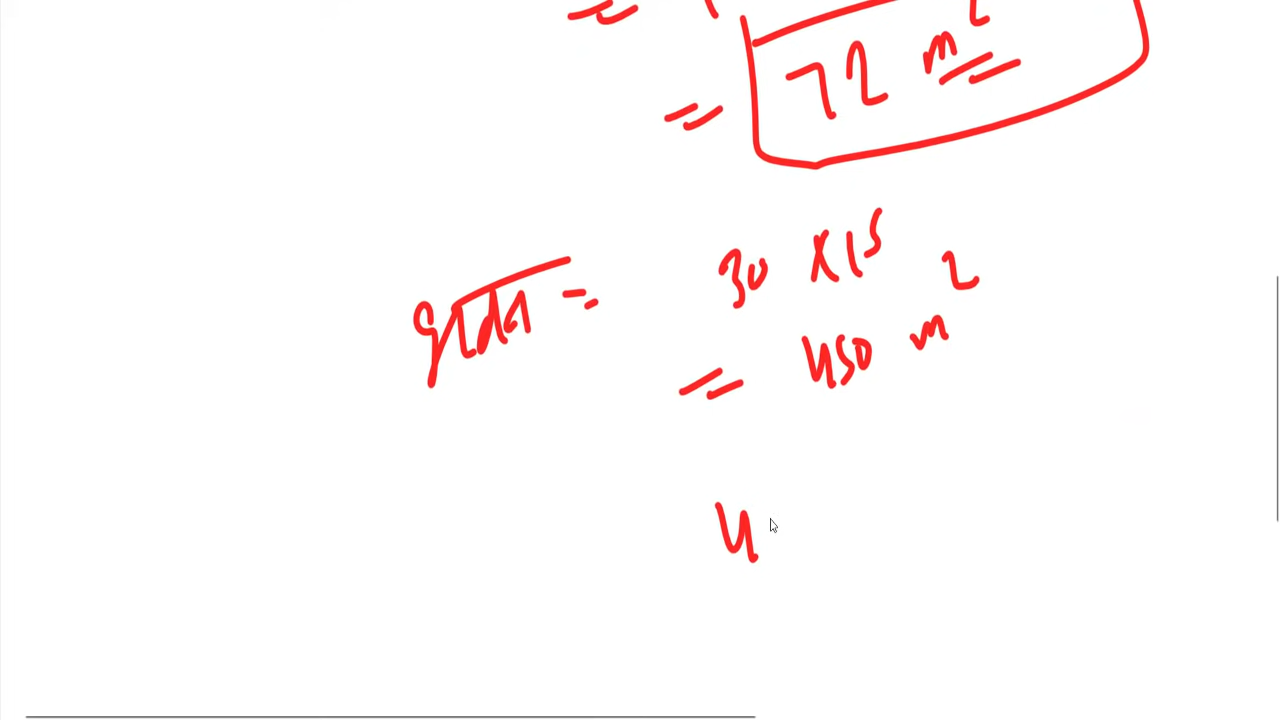 = 72 m²
= 30 x 15
= 450 m²
4